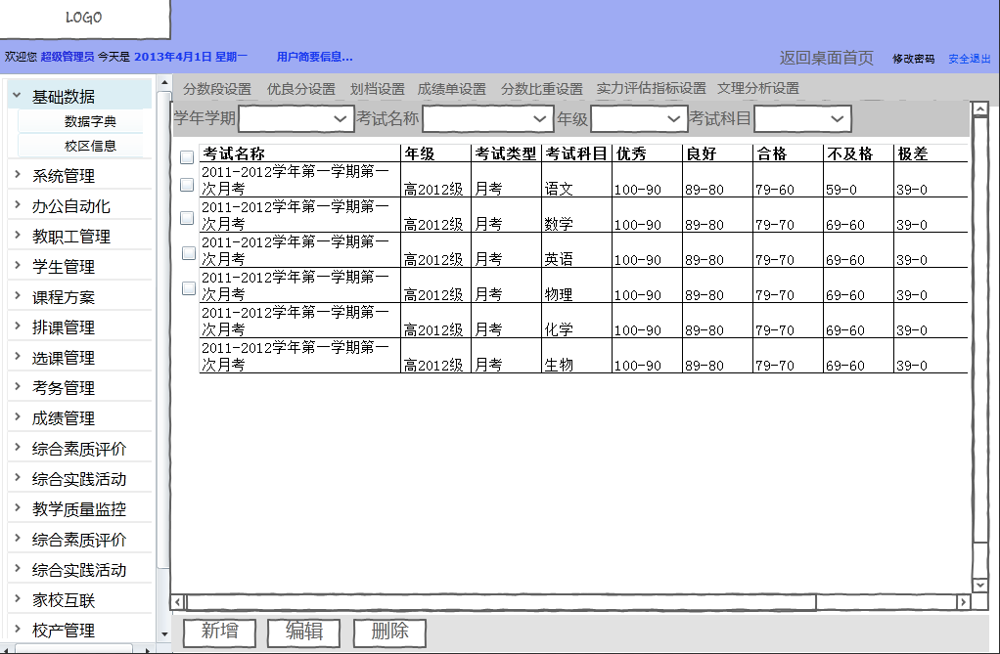 LOGO
欢迎您 超级管理员 今天是 2013年4月1日 星期一 用户简要信息... 返回桌面首页 修改密码 安全退出
基础数据
数据字典
校区信息
系统管理
办公自动化
教职工管理
学生管理
课程方案
排课管理
选课管理
考务管理
成绩管理
综合素质评价
综合实践活动
教学质量监控
综合素质评价
综合实践活动
家校互联
校产管理
分数段设置 优良分设置 划档设置 成绩单设置 分数比重设置 实力评估指标设置 文理分析设置
学年学期 考试名称 年级 考试科目
考试名称 年级 考试类型 考试科目 优秀 良好 合格 不及格 极差
2011-2012学年第一学期第一
次月考 高2012级 月考 语文 100-90 89-80 79-60 59-0 39-0
2011-2012学年第一学期第一
次月考 高2012级 月考 数学 100-90 89-80 79-70 69-60 39-0
2011-2012学年第一学期第一
次月考 高2012级 月考 英语 100-90 89-80 79-70 69-60 39-0
2011-2012学年第一学期第一
次月考 高2012级 月考 物理 100-90 89-80 79-70 69-60 39-0
2011-2012学年第一学期第一
次月考 高2012级 月考 化学 100-90 89-80 79-70 69-60 39-0
2011-2012学年第一学期第一
次月考 高2012级 月考 生物 100-90 89-80 79-70 69-60 39-0
新增 编辑 删除